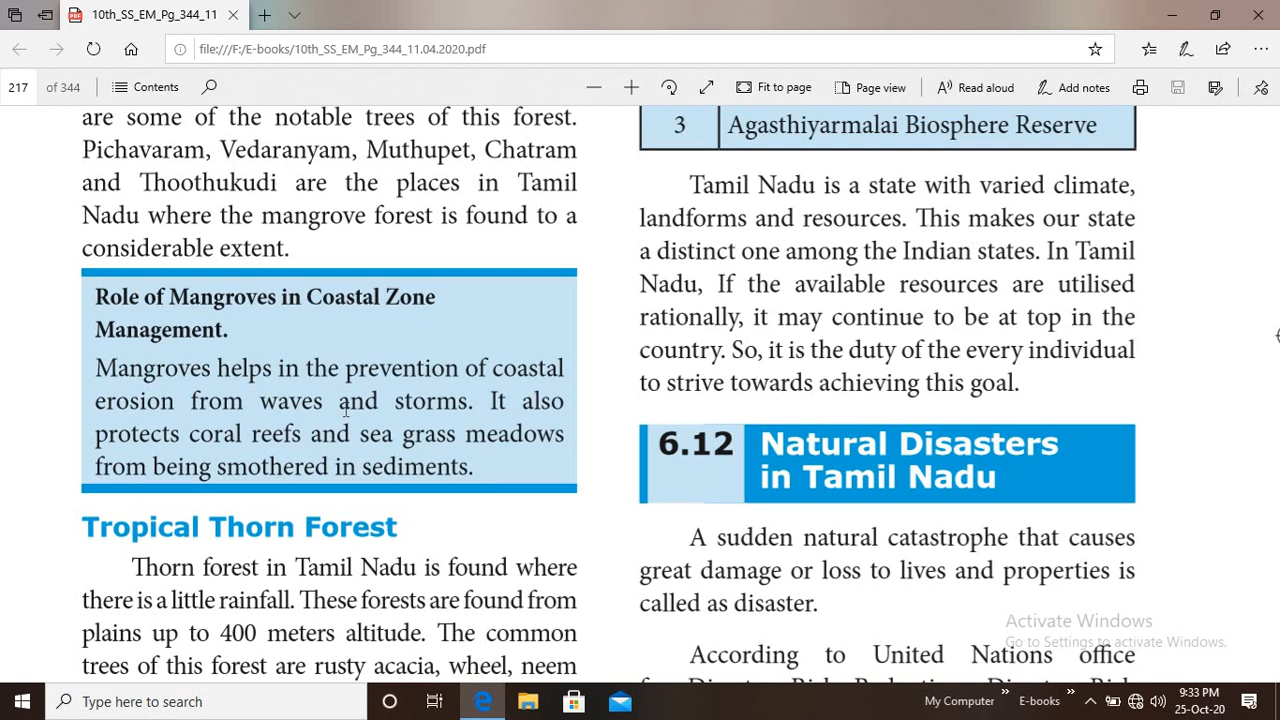 10th_SS_EM_Pg_344_11
file:///F:/E-books/10th_SS_EM_Pg_344_11.04.2020.pdf
217 of 344 Contents Fit to page Page view Read aloud Add notes
are some of the notable trees of this forest.
Pichavaram, Vedaranyam, Muthupet, Chatram
and Thoothukudi are the places in Tamil
Nadu where the mangrove forest is found to a
considerable extent.
Role of Mangroves in Coastal Zone
Management.
Mangroves helps in the prevention of coastal
erosion from waves and storms. It also
protects coral reefs and sea grass meadows
from being smothered in sediments.
Tropical Thorn Forest
Thorn forest in Tamil Nadu is found where
there is a little rainfall. These forests are found from
plains up to 400 meters altitude. The common
trees of this forest are rusty acacia, wheel, neem
3 Agasthiyarmalai Biosphere Reserve
Tamil Nadu is a state with varied climate,
landforms and resources. This makes our state
a distinct one among the Indian states. In Tamil
Nadu, If the available resources are utilised
rationally, it may continue to be at top in the
country. So, it is the duty of the every individual
to strive towards achieving this goal.
6.12 Natural Disasters
in Tamil Nadu
A sudden natural catastrophe that causes
great damage or loss to lives and properties is
called as disaster.
According to United Nations office
Activate Windows
Go to Settings to activate Windows.
Type here to search
My Computer
E-books
9:33 PM
25-Oct-20